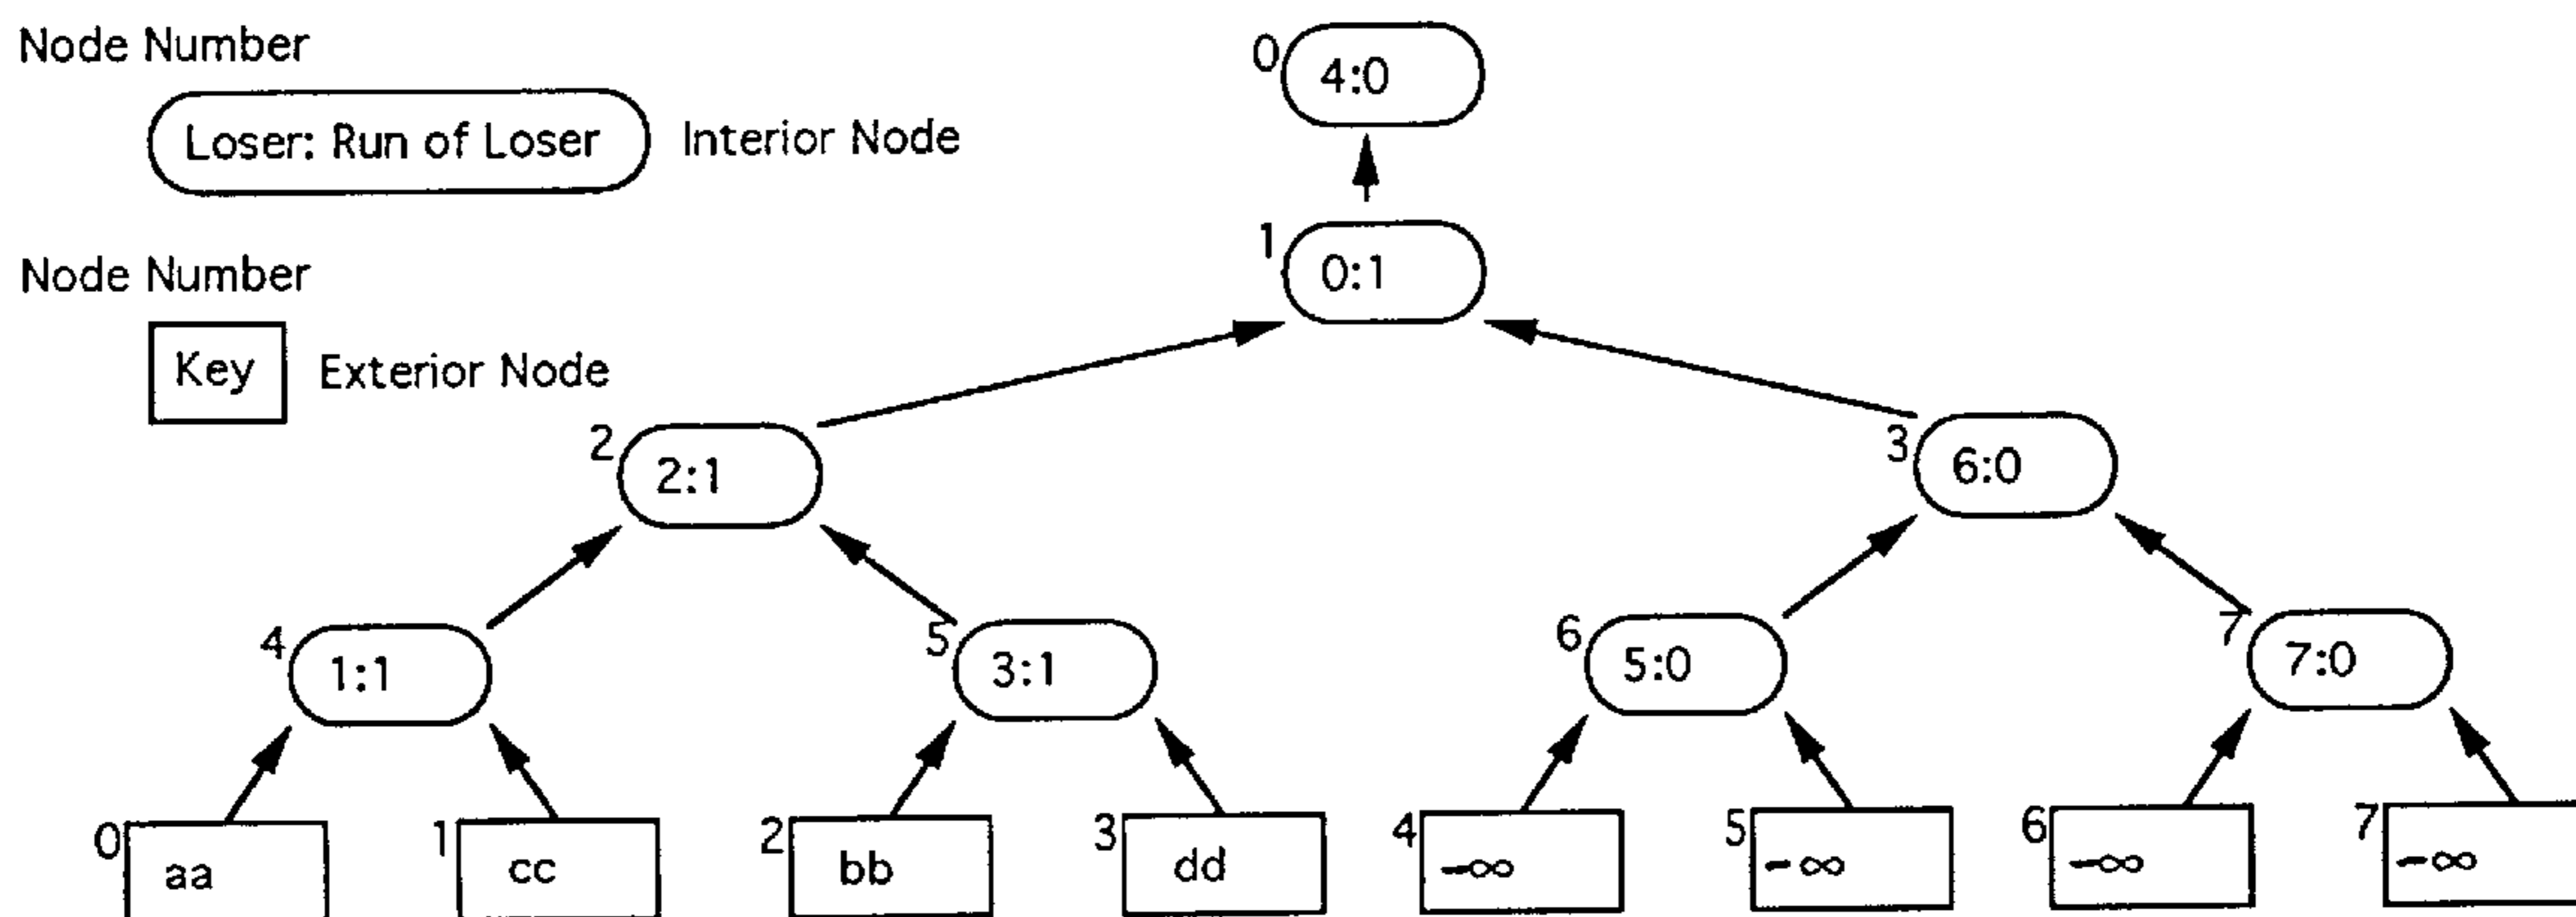 Node Number
Loser: Run of Loser
Interior Node
Node Number
Key
Exterior Node
0
4:0
1
0:1
2
2:1
3
6:0
4
1:1
5
3:1
6
5:0
7
7:0
0
aa
1
cc
2
bb
3
dd
4
-∞
5
-∞
6
-∞
7
-∞